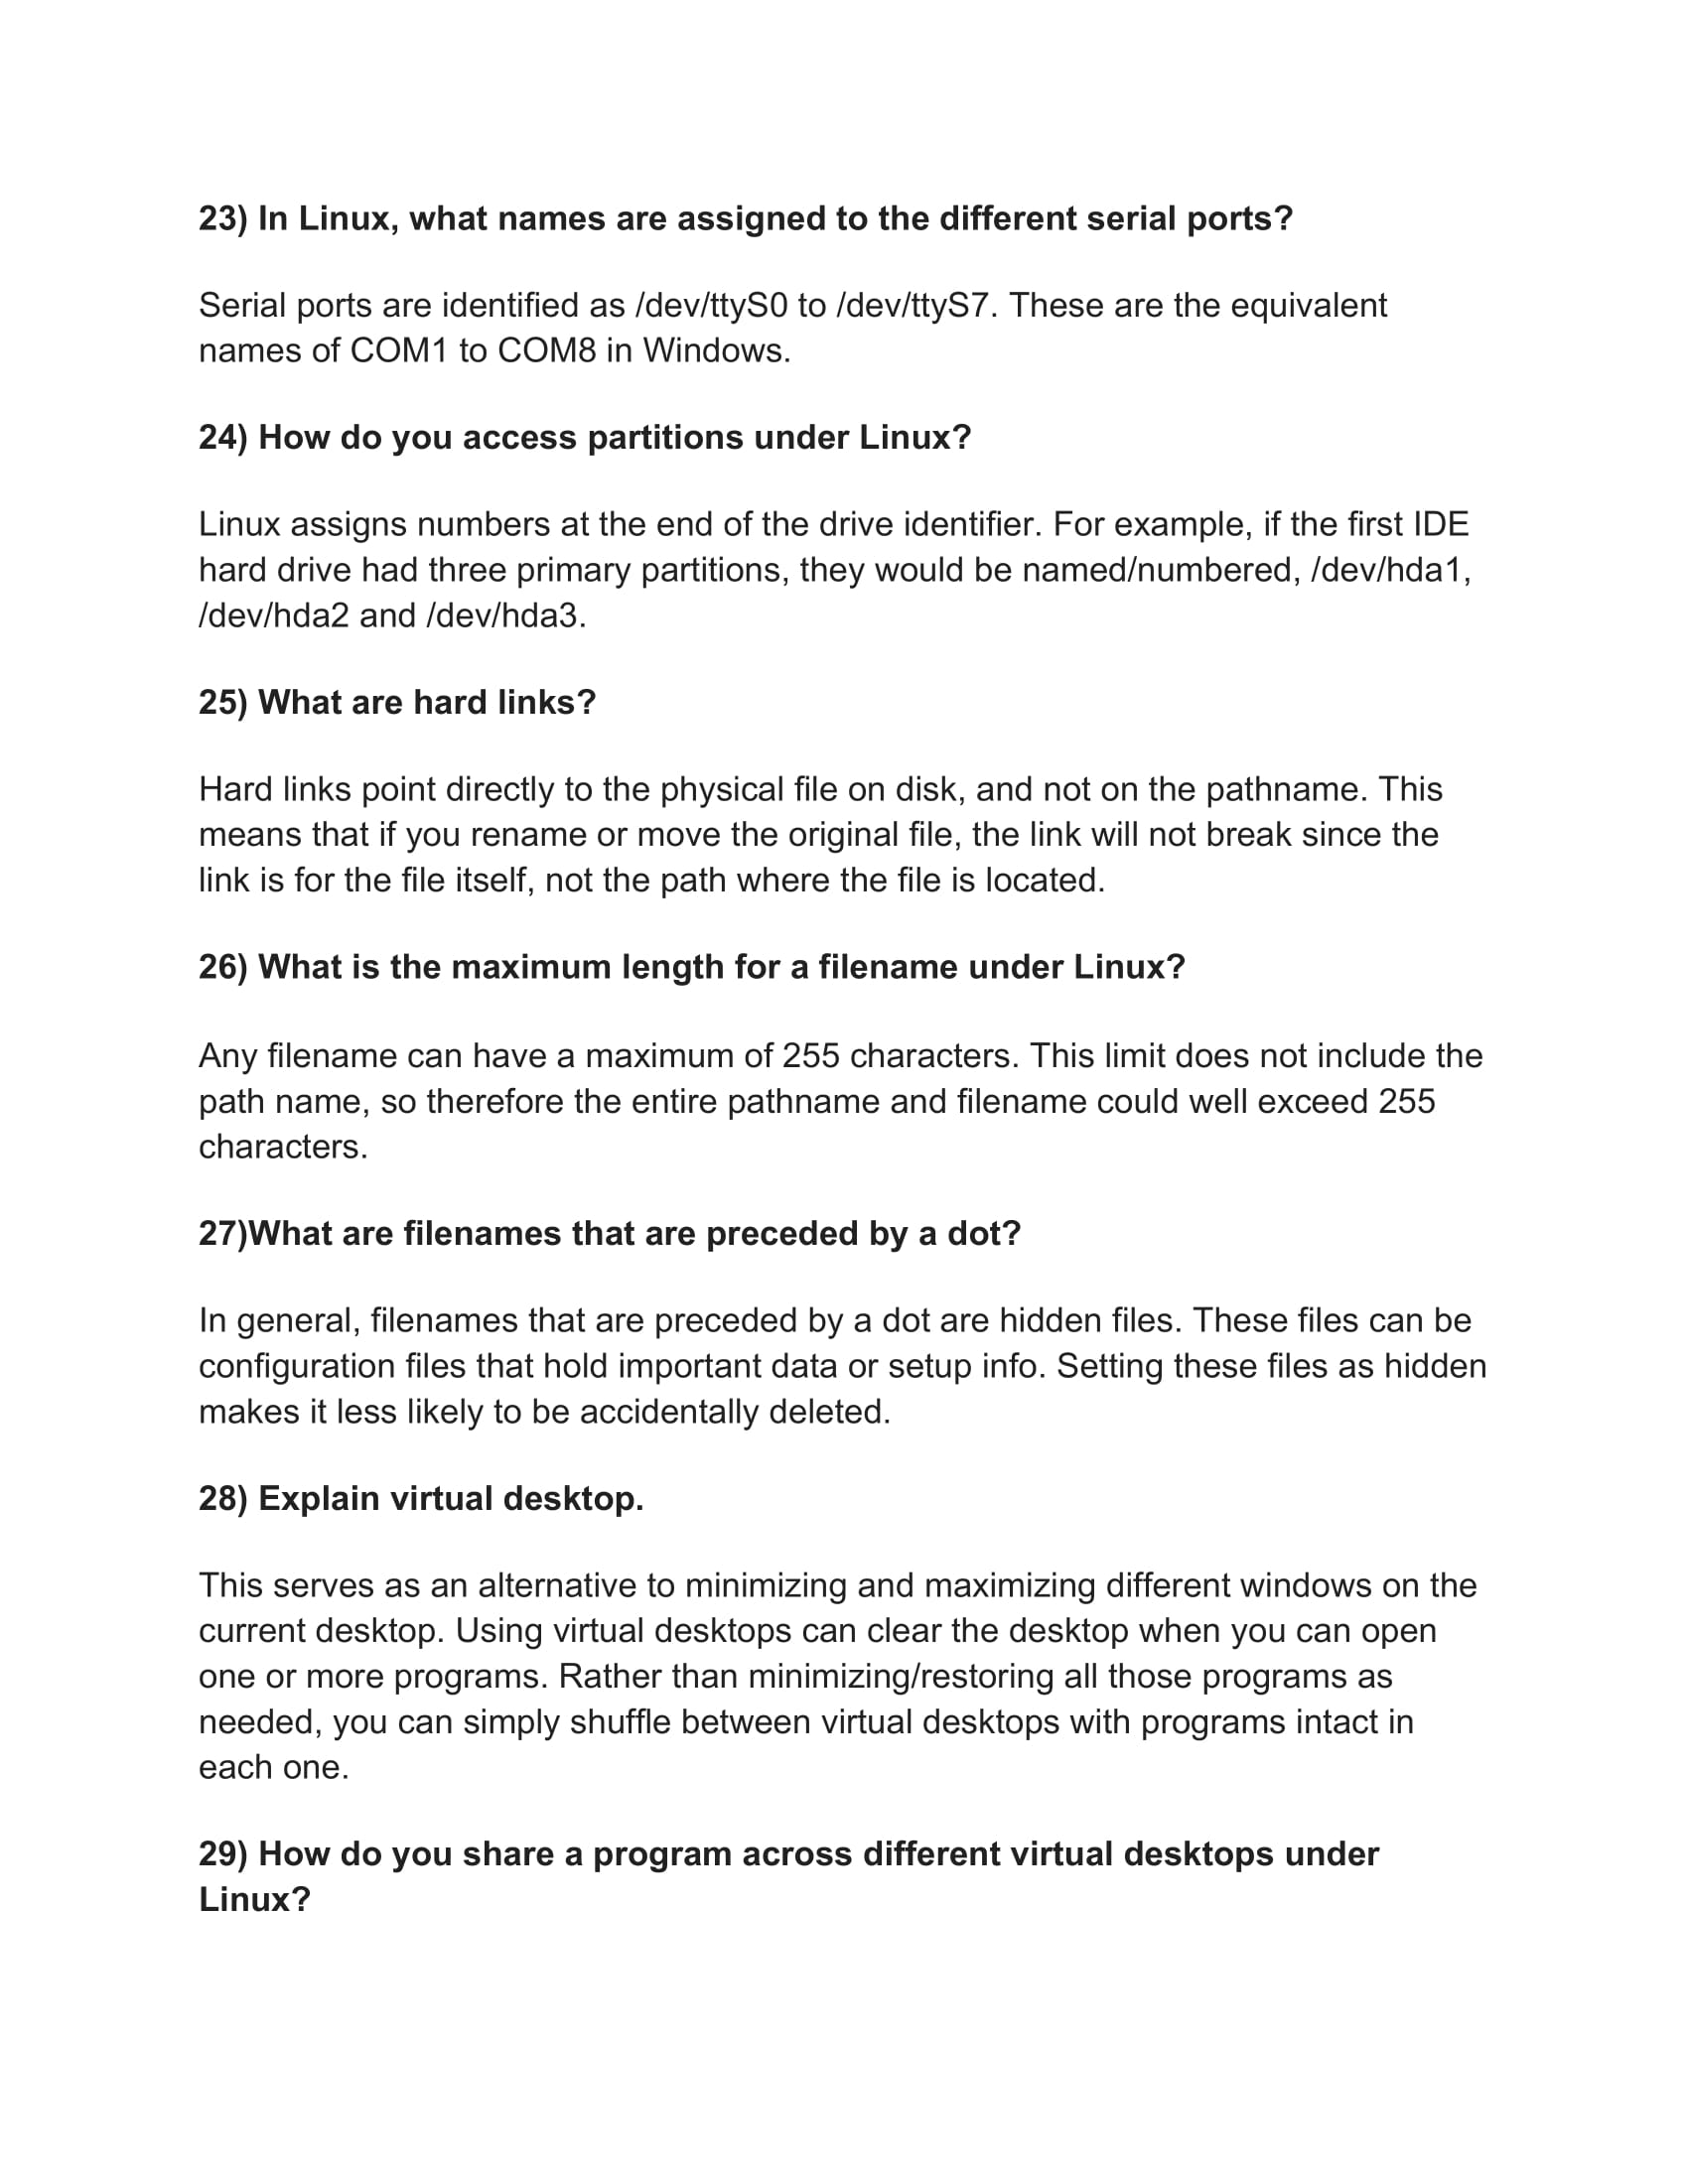 23) In Linux, what names are assigned to the different serial ports?
Serial ports are identified as /dev/ttyS0 to /dev/ttyS7. These are the equivalent
names of COM1 to COM8 in Windows.
24) How do you access partitions under Linux?
Linux assigns numbers at the end of the drive identifier. For example, if the first IDE
hard drive had three primary partitions, they would be named/numbered, /dev/hda1,
/dev/hda2 and /dev/hda3.
25) What are hard links?
Hard links point directly to the physical file on disk, and not on the pathname. This
means that if you rename or move the original file, the link will not break since the
link is for the file itself, not the path where the file is located.
26) What is the maximum length for a filename under Linux?
Any filename can have a maximum of 255 characters. This limit does not include the
path name, so therefore the entire pathname and filename could well exceed 255
characters.
27)What are filenames that are preceded by a dot?
In general, filenames that are preceded by a dot are hidden files. These files can be
configuration files that hold important data or setup info. Setting these files as hidden
makes it less likely to be accidentally deleted.
28) Explain virtual desktop.
This serves as an alternative to minimizing and maximizing different windows on the
current desktop. Using virtual desktops can clear the desktop when you can open
one or more programs. Rather than minimizing/restoring all those programs as
needed, you can simply shuffle between virtual desktops with programs intact in
each one.
29) How do you share a program across different virtual desktops under
Linux?